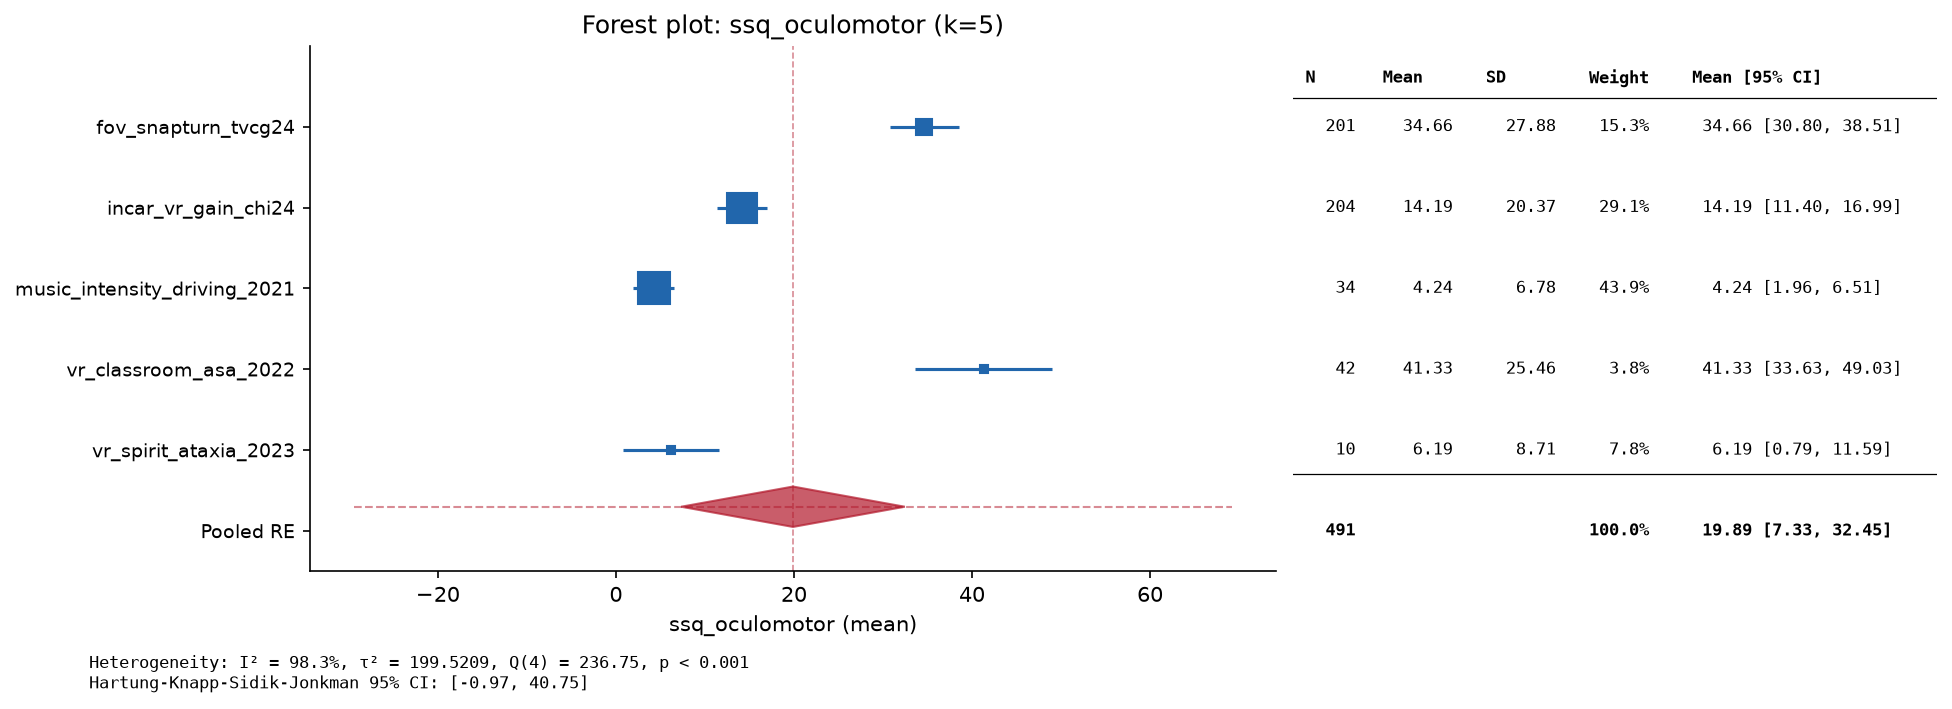 Forest plot: ssq_oculomotor (k=5)
N Mean SD Weight Mean [95% CI]
fov_snapturn_tvcg24 201 34.66 27.88 15.3% 34.66 [30.80, 38.51]
incar_vr_gain_chi24 204 14.19 20.37 29.1% 14.19 [11.40, 16.99]
music_intensity_driving_2021 34 4.24 6.78 43.9% 4.24 [1.96, 6.51]
vr_classroom_asa_2022 42 41.33 25.46 3.8% 41.33 [33.63, 49.03]
vr_spirit_ataxia_2023 10 6.19 8.71 7.8% 6.19 [0.79, 11.59]
Pooled RE 491 100.0% 19.89 [7.33, 32.45]
−20 0 20 40 60
ssq_oculomotor (mean)
Heterogeneity: I² = 98.3%, τ² = 199.5209, Q(4) = 236.75, p < 0.001
Hartung-Knapp-Sidik-Jonkman 95% CI: [-0.97, 40.75]